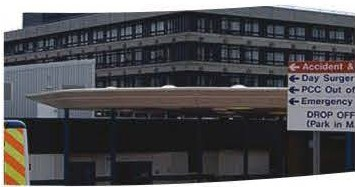 ← Accident &
← Day Surger
← PCC Out of
← Emergency
DROP OFF
(Park in M